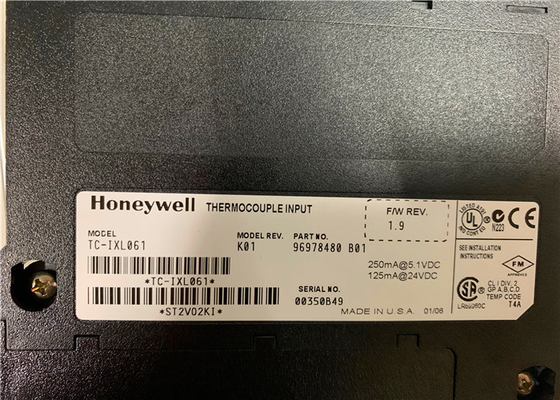 Honeywell THERMOCOUPLE INPUT
F/W REV.
1.9
MODEL
TC-IXL061
MODEL REV.
K01
PART NO.
96978480 B01
250mA@5.1VDC
125mA@24VDC
*TC-IXL061*
SERIAL NO.
00350B49
*ST2V02KI*
MADE IN U.S.A. 01/06
UL
N223
CE
SEE INSTALLATION
INSTRUCTIONS
FM
CL I DIV. 2
GP A,B,C,D
TEMP CODE
T4A